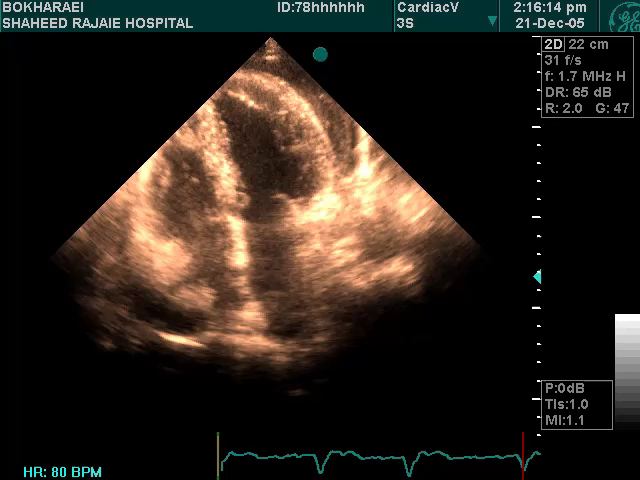 BOKHARAEI
ID:78hhhhhh
CardiacV
2:16:14 pm
SHAHEED RAJAIE HOSPITAL
3S
21-Dec-05
2D 22 cm
31 f/s
f: 1.7 MHz H
DR: 65 dB
R: 2.0 G: 47
P:0dB
TIs:1.0
MI:1.1
HR: 80 BPM